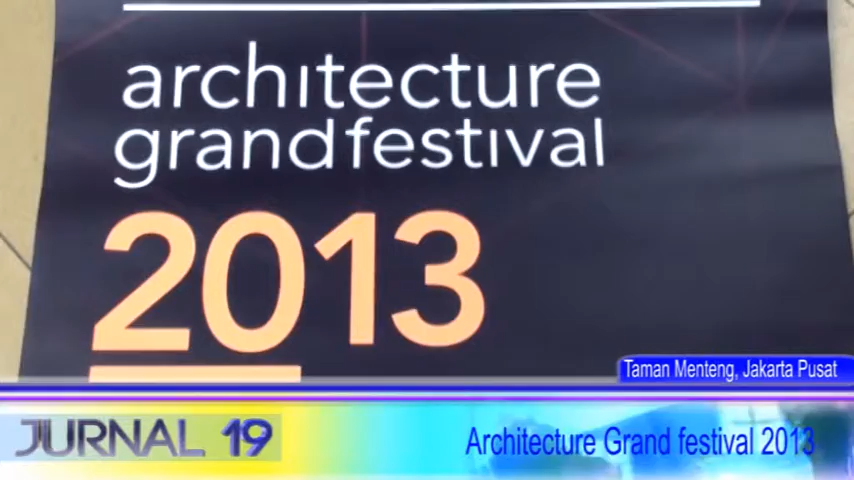 architecture
grandfestival
2013
Taman Menteng, Jakarta Pusat
JURNAL 19
Architecture Grand festival 2013